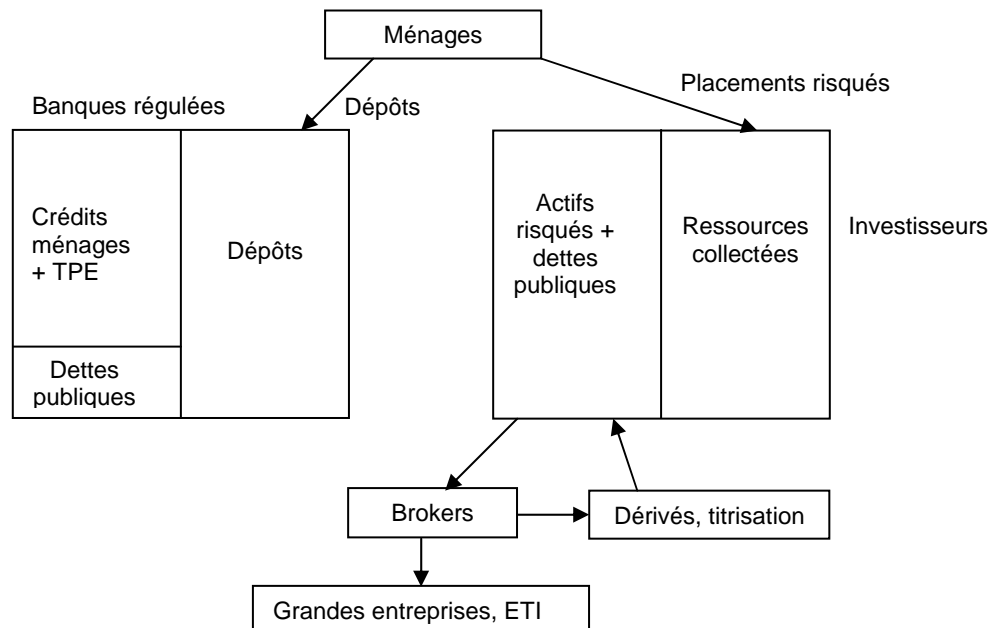 Ménages
Placements risqués
Banques régulées
Dépôts
Crédits
ménages
+ TPE
Dépôts
Dettes
publiques
Actifs
risqués +
dettes
publiques
Ressources
collectées
Investisseurs
Brokers
Dérivés, titrisation
Grandes entreprises, ETI